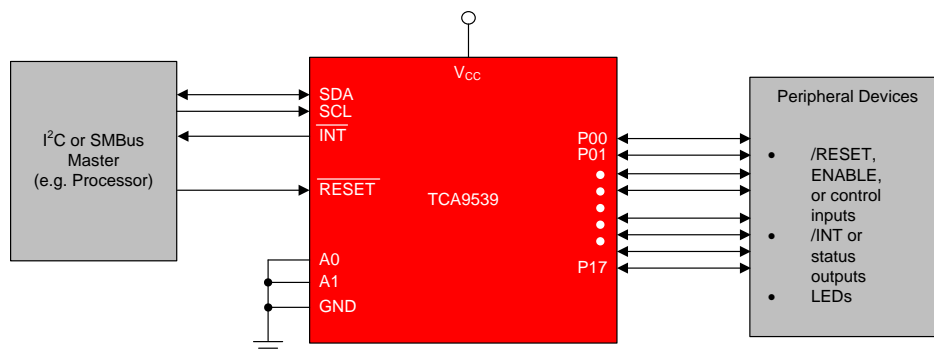 V_CC
I²C or SMBus
Master
(e.g. Processor)
SDA
SCL
INT
RESET
A0
A1
GND
TCA9539
P00
P01
P17
Peripheral Devices
• /RESET,
ENABLE,
or control
inputs
• /INT or
status
outputs
• LEDs